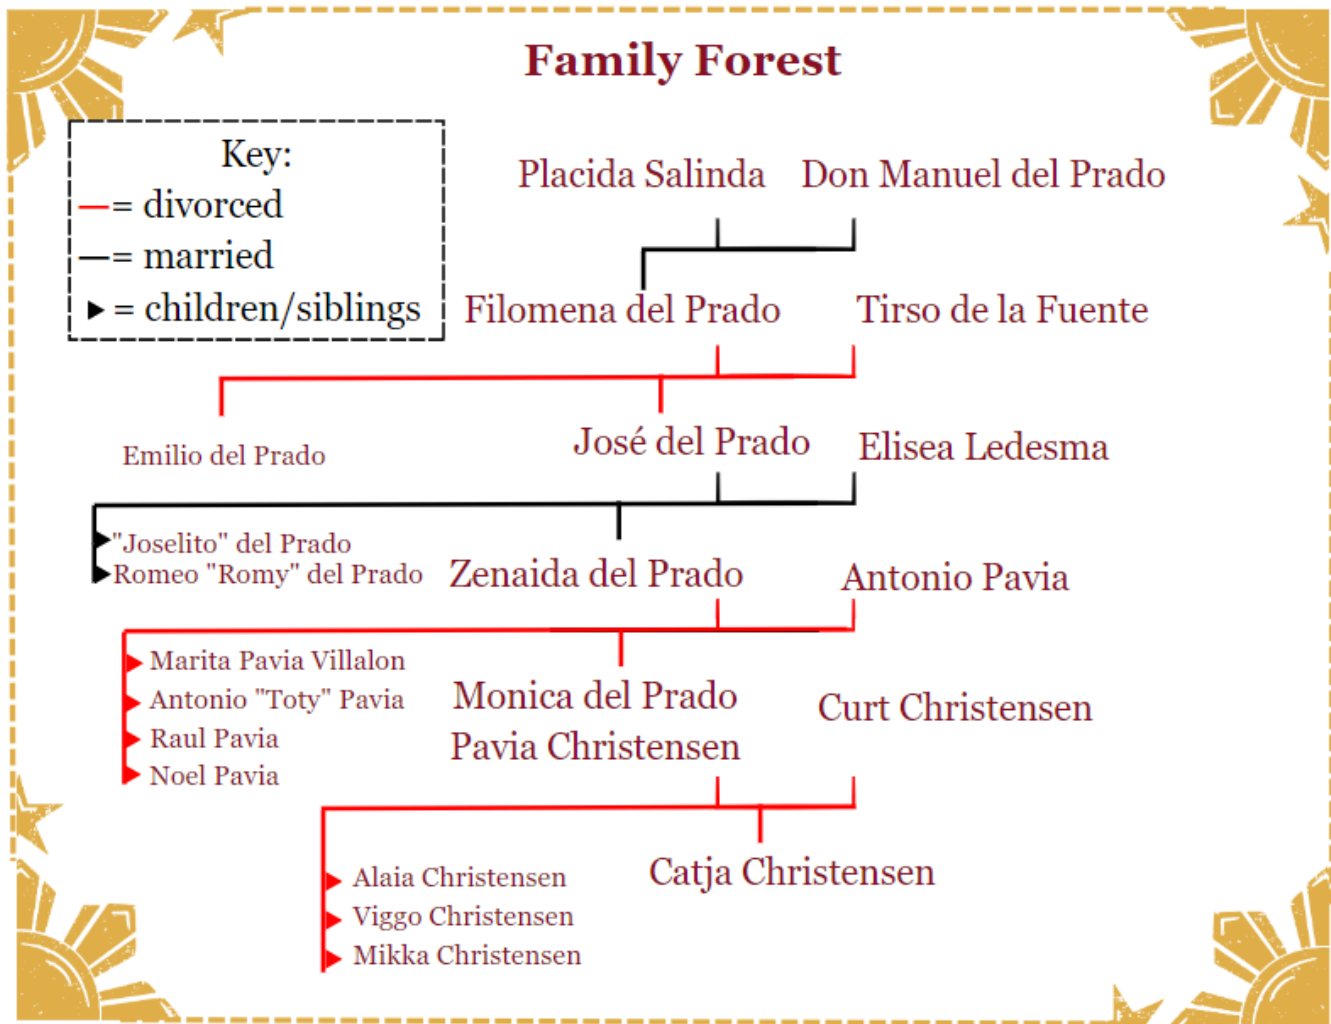 Family Forest
Key:
= divorced
= married
= children/siblings
Placida Salinda
Don Manuel del Prado
Filomena del Prado
Tirso de la Fuente
Emilio del Prado
José del Prado
Elisea Ledesma
"Joselito" del Prado
Romeo "Romy" del Prado
Zenaida del Prado
Antonio Pavia
Marita Pavia Villalon
Antonio "Toty" Pavia
Raul Pavia
Noel Pavia
Monica del Prado
Pavia Christensen
Curt Christensen
Alaia Christensen
Viggo Christensen
Mikka Christensen
Catja Christensen